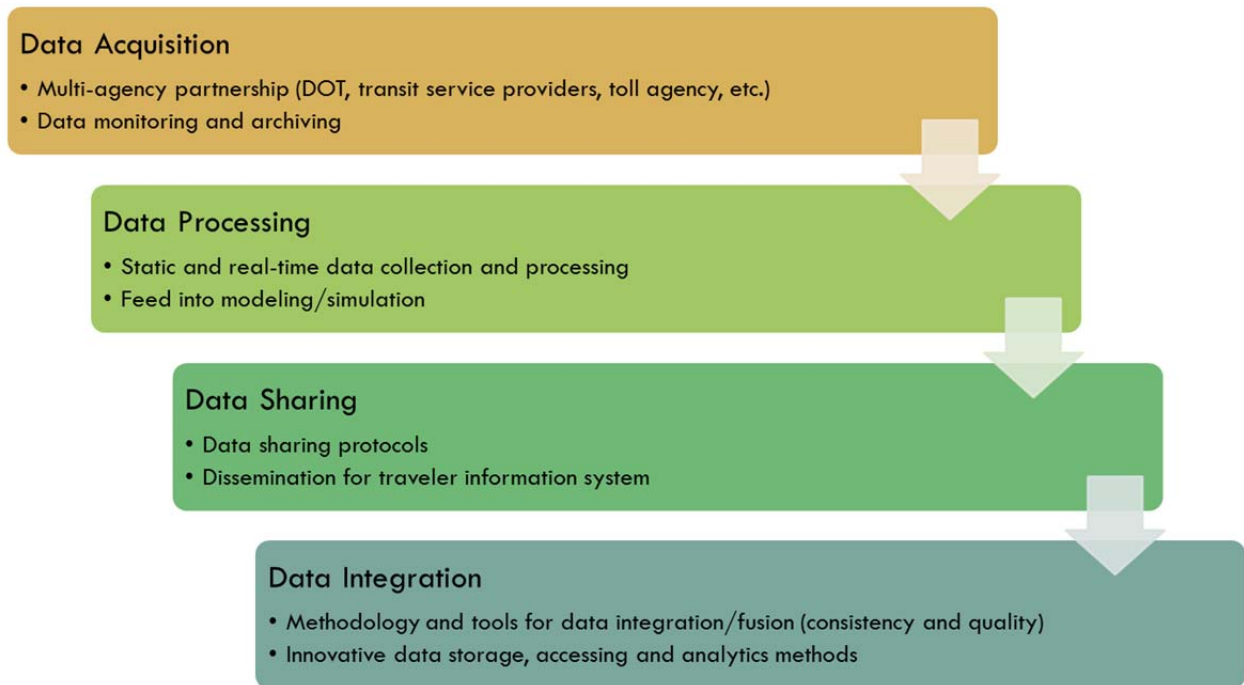 Data Acquisition
• Multi-agency partnership (DOT, transit service providers, toll agency, etc.)
• Data monitoring and archiving
Data Processing
• Static and real-time data collection and processing
• Feed into modeling/simulation
Data Sharing
• Data sharing protocols
• Dissemination for traveler information system
Data Integration
• Methodology and tools for data integration/fusion (consistency and quality)
• Innovative data storage, accessing and analytics methods